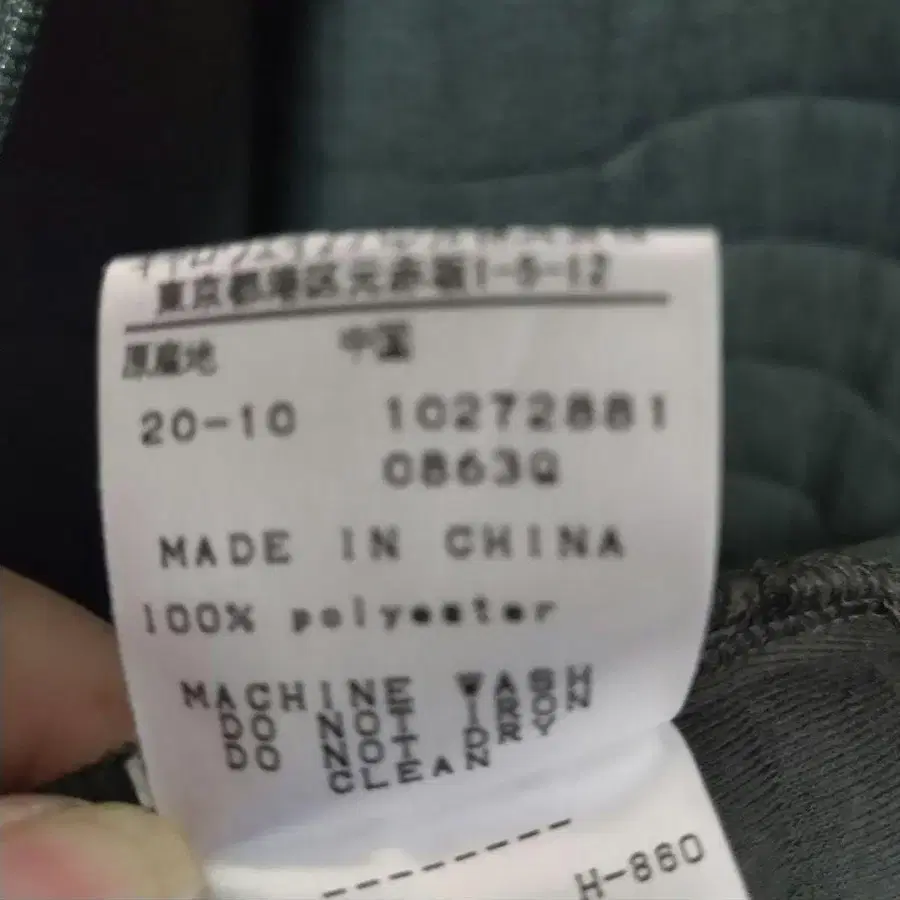 東京都港区元赤坂1-5-12
原産地 中国
20-10 10272881
0863Q
MADE IN CHINA
100% polyester
MACHINE WASH
DO NOT IRON
DO NOT DRY
CLEAN
--------
H-860